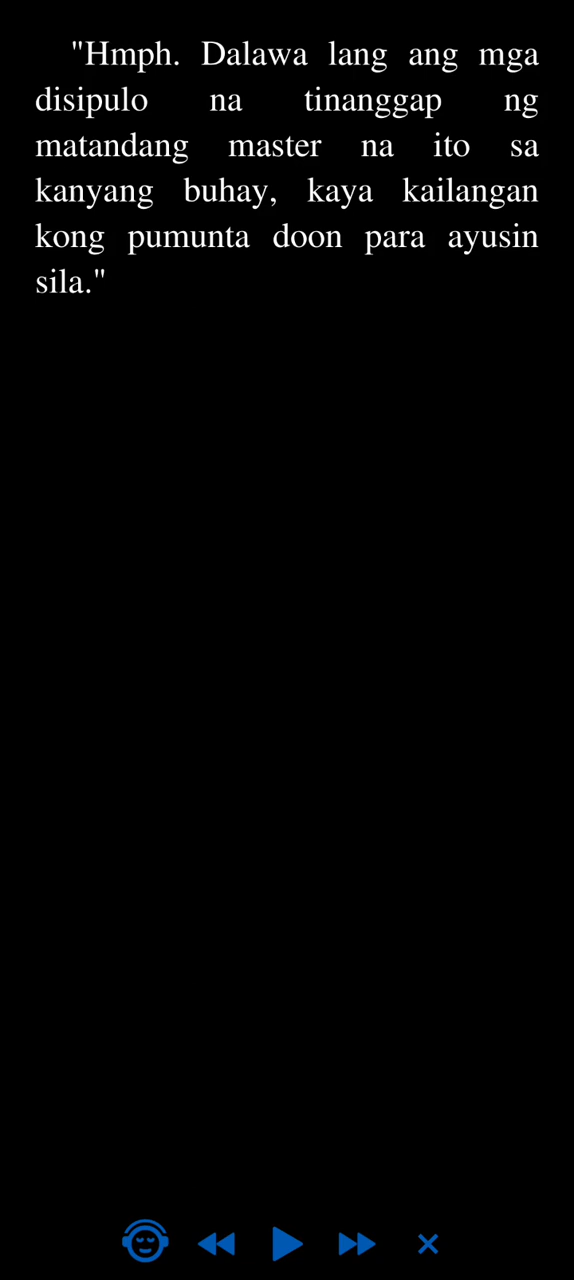 "Hmph. Dalawa lang ang mga
disipulo na tinanggap ng
matandang master na ito sa
kanyang buhay, kaya kailangan
kong pumunta doon para ayusin
sila."